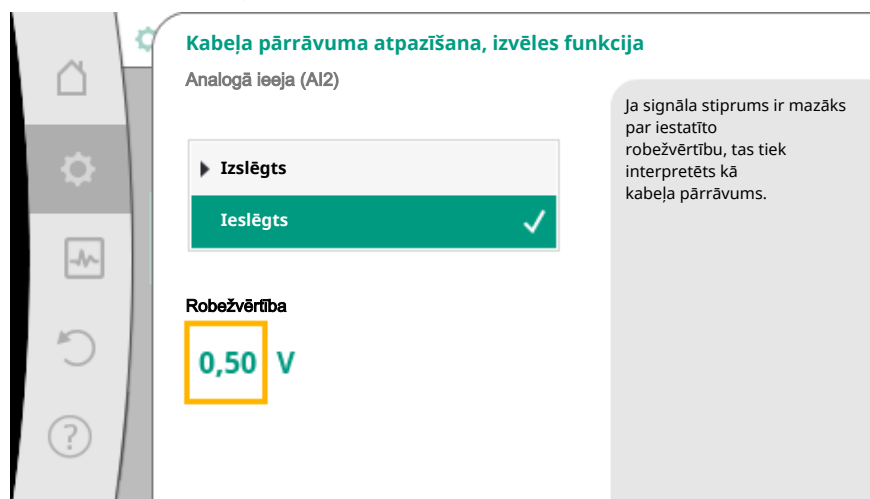 Kabeļa pārrāvuma atpazīšana, izvēles funkcija
Analogā ieeja (AI2)
Izslēgts
Ieslēgts
Robežvērtība
0,50 V
Ja signāla stiprums ir mazāks
par iestatīto
robežvērtību, tas tiek
interpretēts kā
kabeļa pārrāvums.
?